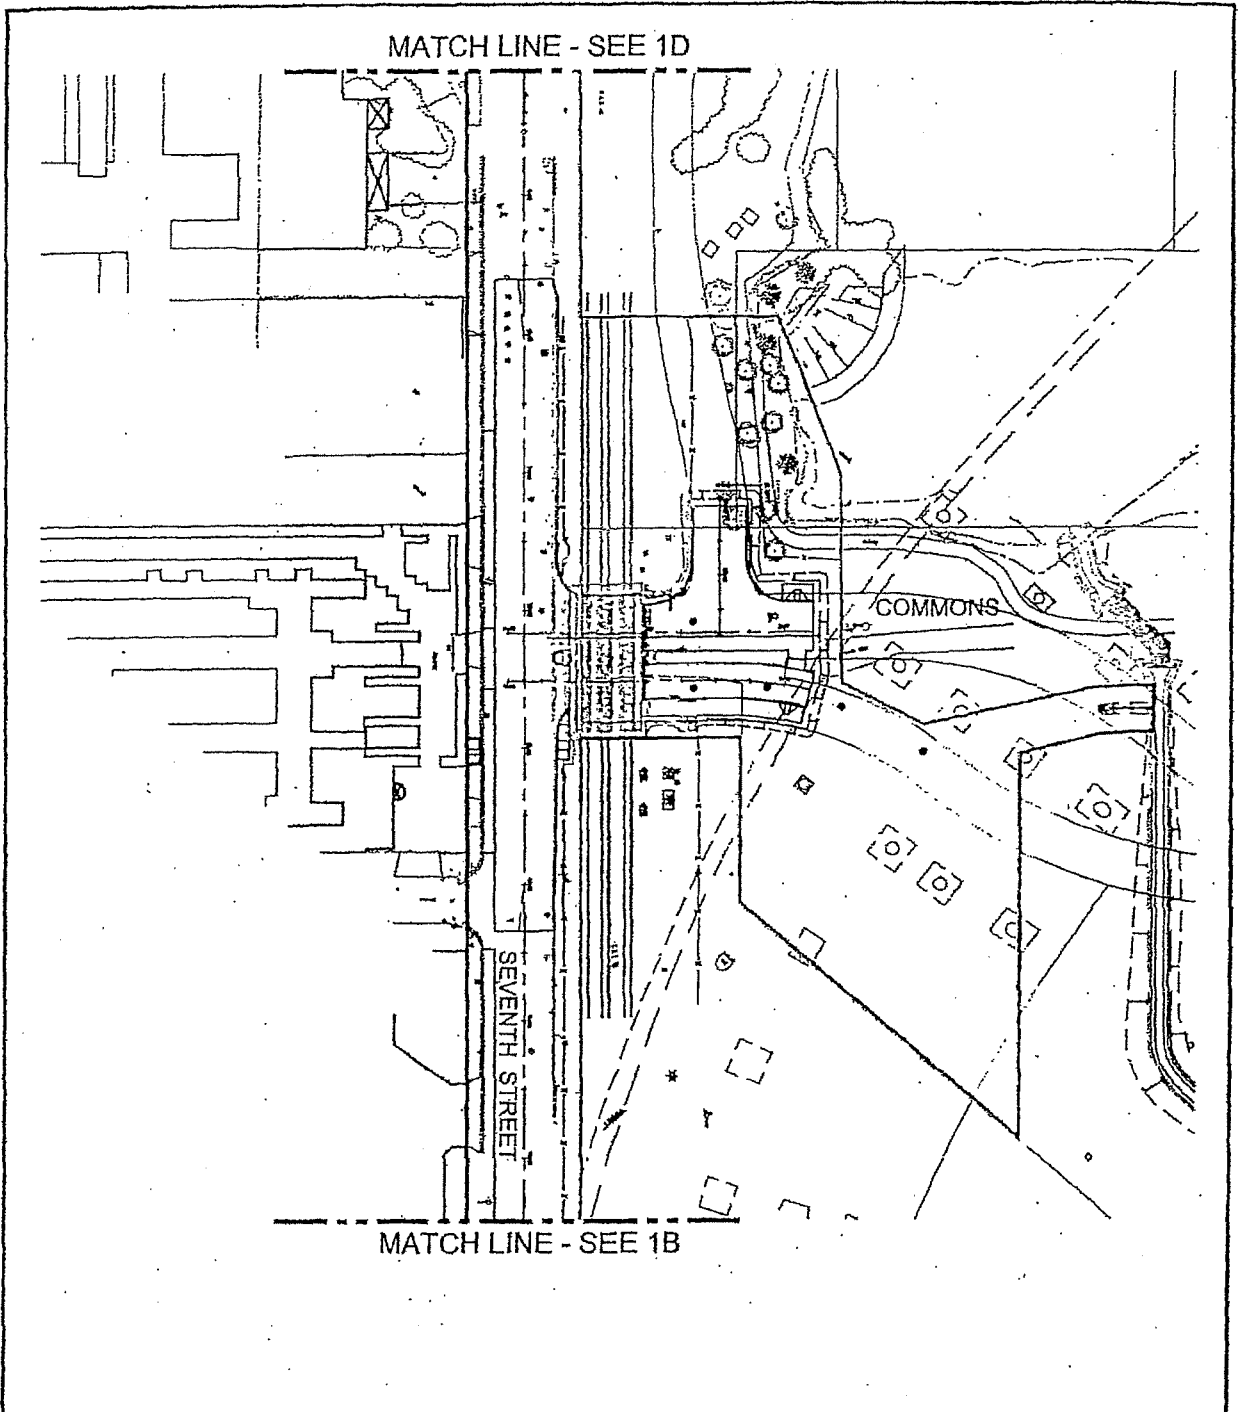 MATCH LINE - SEE 1D
COMMONS
SEVENTH STREET
MATCH LINE - SEE 1B